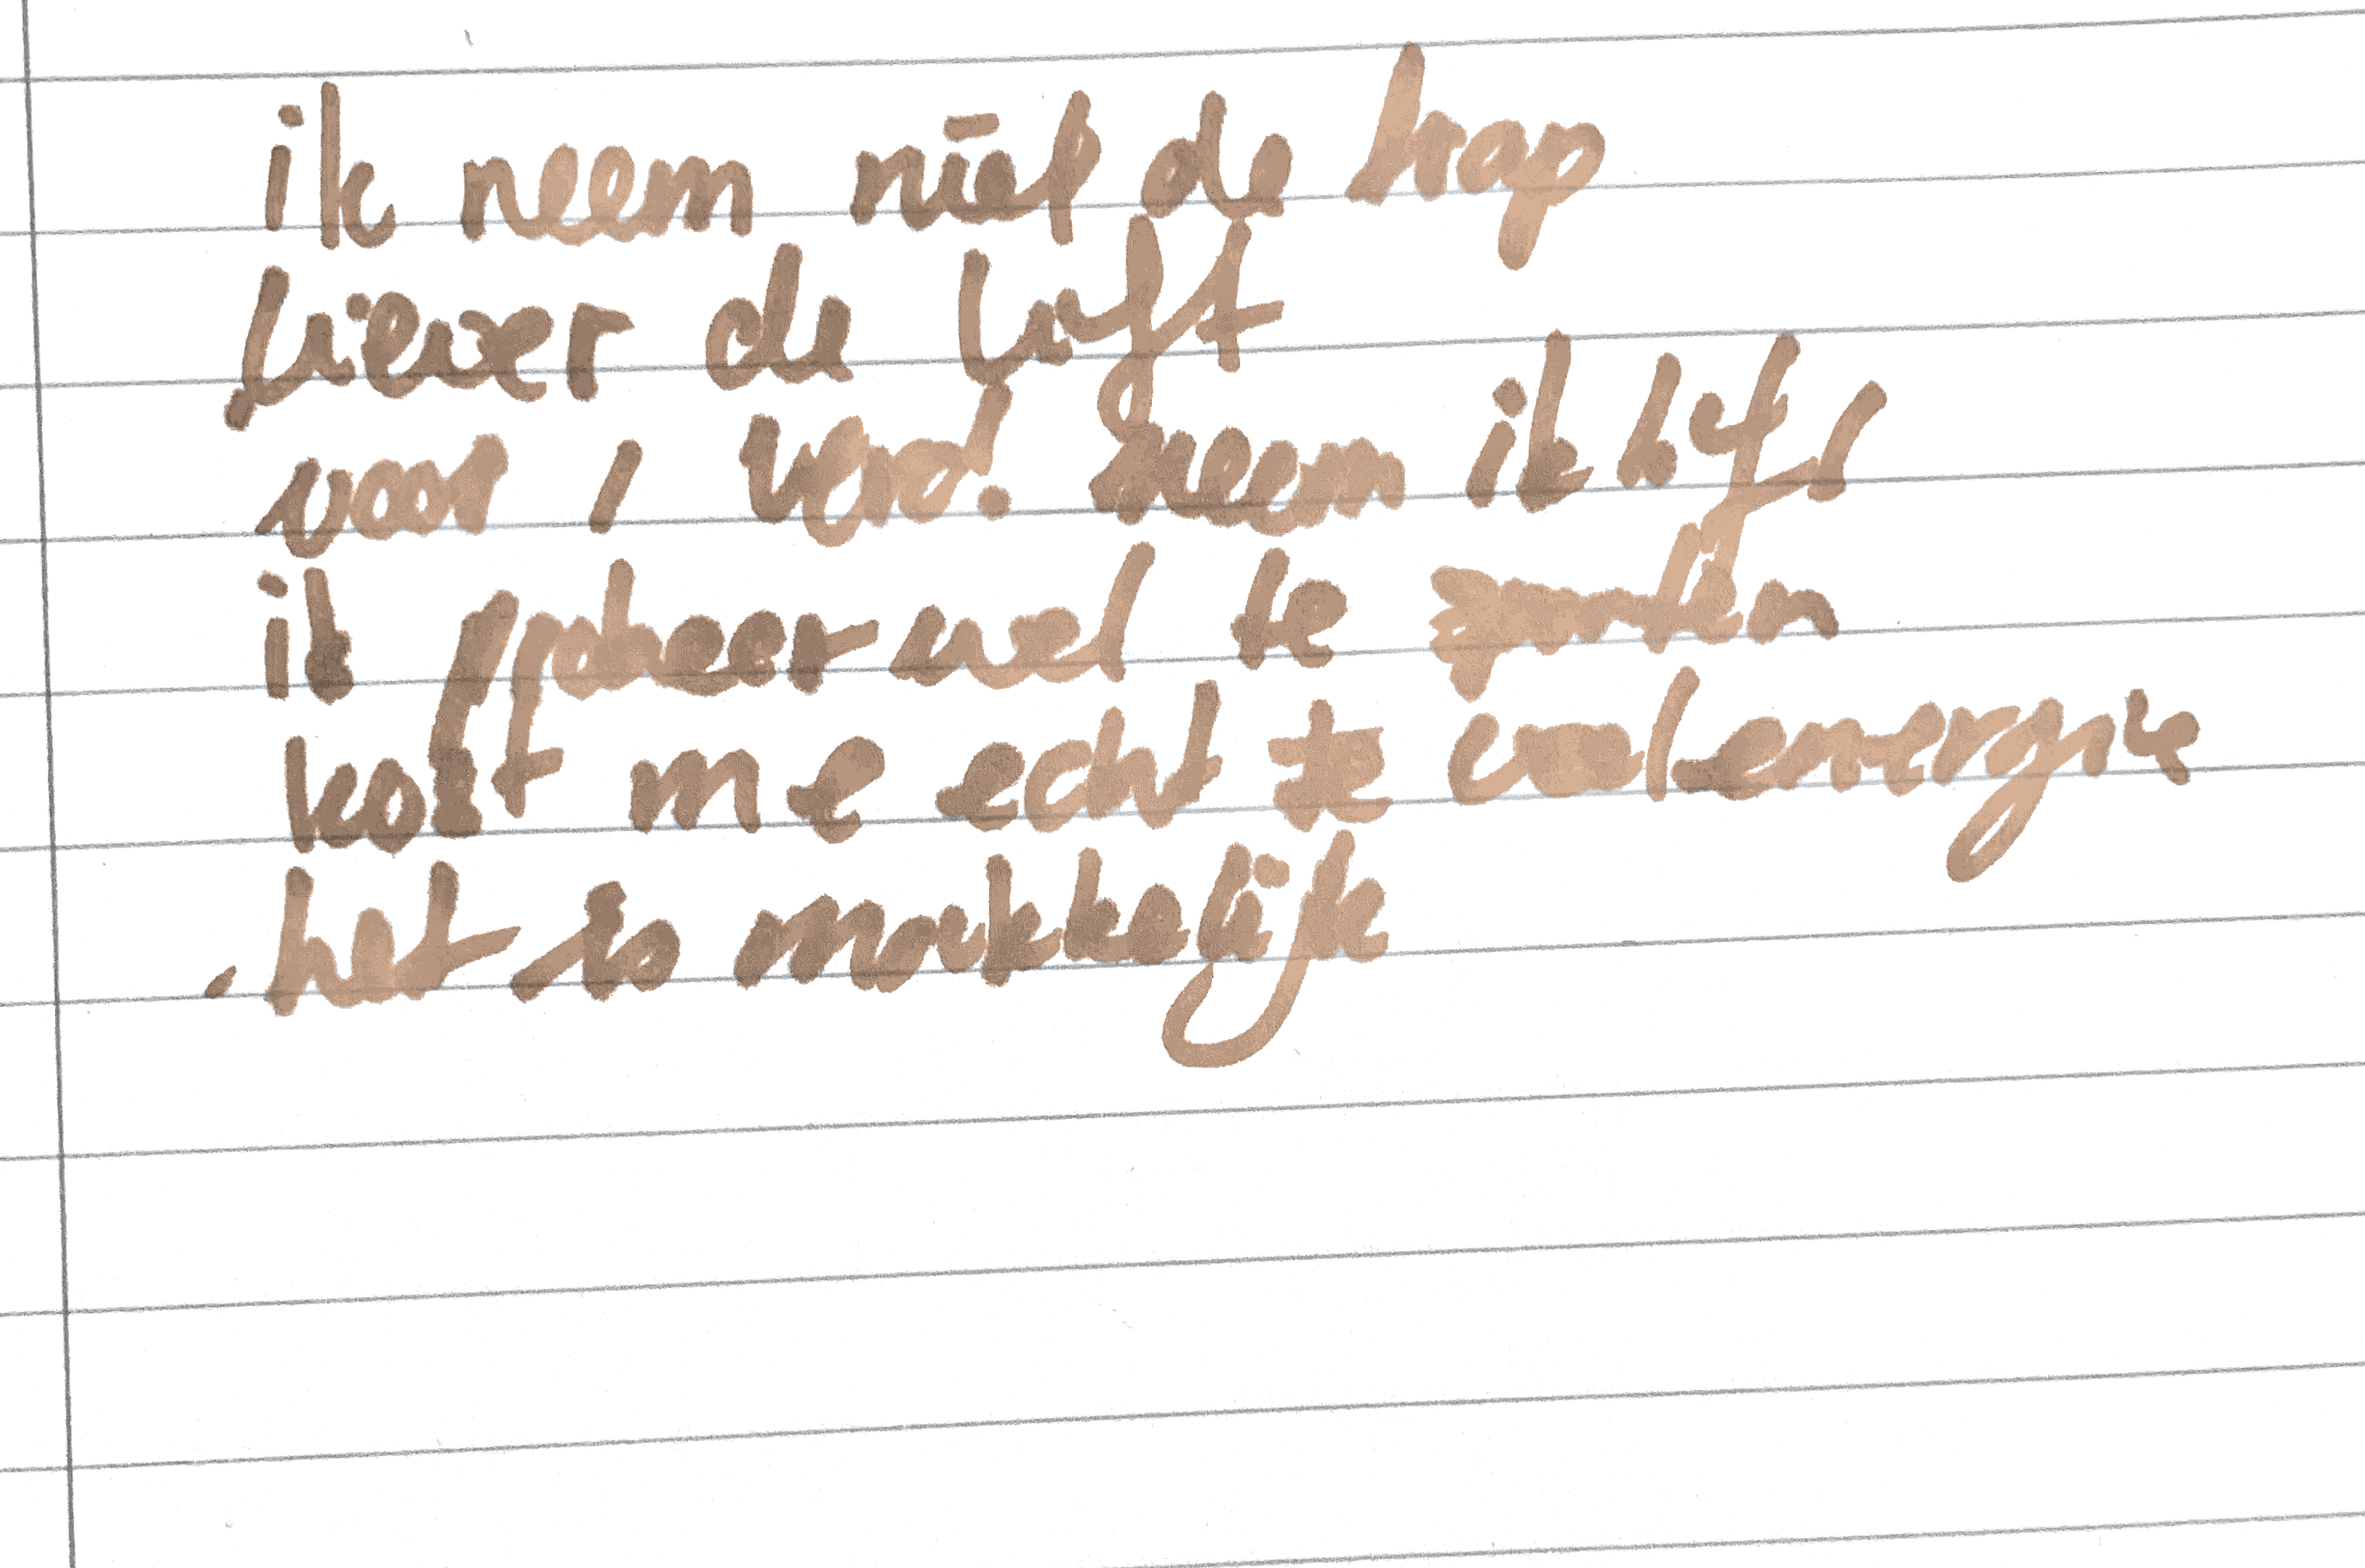 ik neem niet de trap
liever de lift
voor 1 verd. neem ik lift
ik probeer wel te
kost me echt te veel energie
het is makkelijk